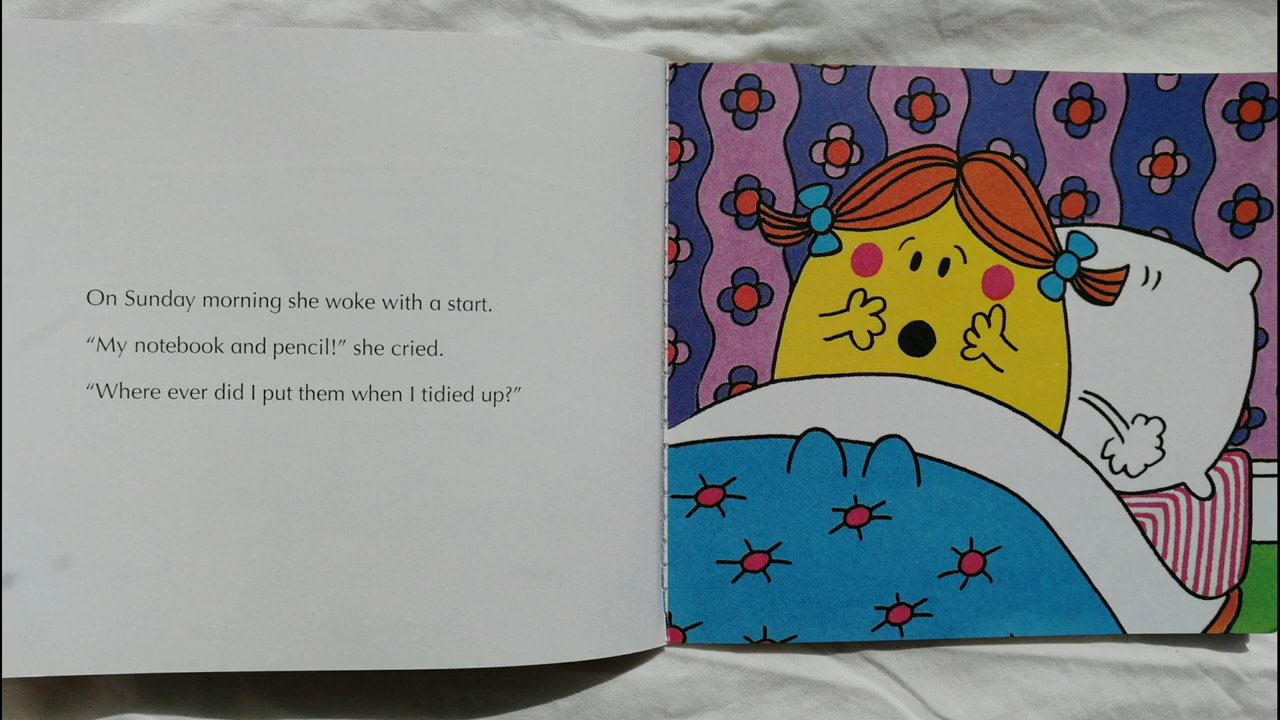 On Sunday morning she woke with a start.
“My notebook and pencil!” she cried.
“Where ever did I put them when I tidied up?”